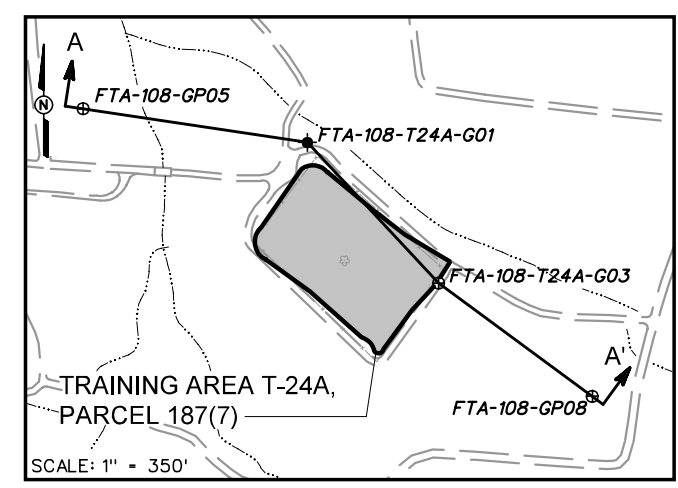 A
N
FTA-108-GP05
FTA-108-T24A-G01
FTA-108-T24A-G03
A'
TRAINING AREA T-24A,
PARCEL 187(7)
FTA-108-GP08
SCALE: 1" = 350'